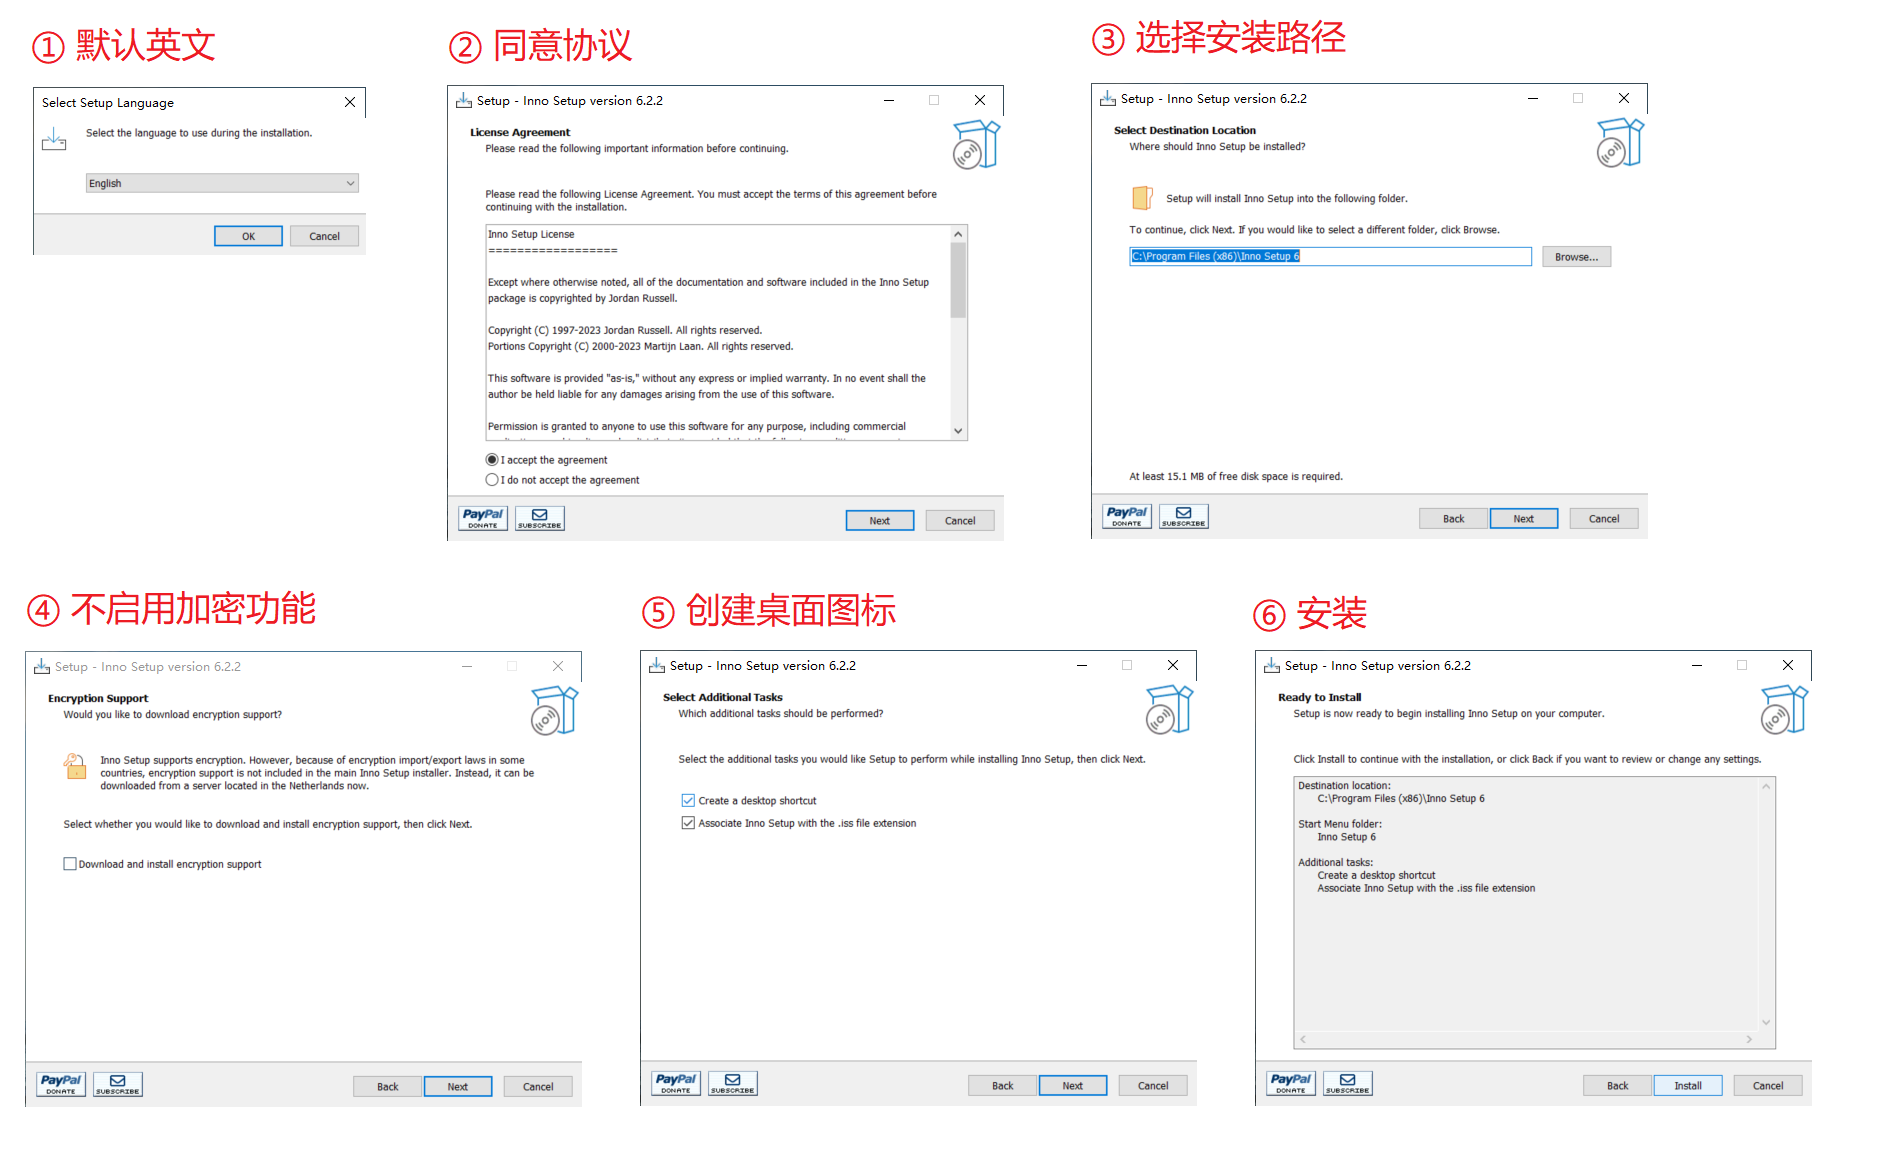 ① 默认英文
Select Setup Language
Select the language to use during the installation.
English
OK
Cancel
② 同意协议
Setup - Inno Setup version 6.2.2
License Agreement
Please read the following important information before continuing.
Please read the following License Agreement. You must accept the terms of this agreement before
continuing with the installation.
Inno Setup License
==================
Except where otherwise noted, all of the documentation and software included in the Inno Setup
package is copyrighted by Jordan Russell.
Copyright (C) 1997-2023 Jordan Russell. All rights reserved.
Portions Copyright (C) 2000-2023 Martijn Laan. All rights reserved.
This software is provided "as-is," without any express or implied warranty. In no event shall the
author be held liable for any damages arising from the use of this software.
Permission is granted to anyone to use this software for any purpose, including commercial
I accept the agreement
I do not accept the agreement
PayPal
DONATE
SUBSCRIBE
Next
Cancel
③ 选择安装路径
Setup - Inno Setup version 6.2.2
Select Destination Location
Where should Inno Setup be installed?
Setup will install Inno Setup into the following folder.
To continue, click Next. If you would like to select a different folder, click Browse.
C:\Program Files (x86)\Inno Setup 6
Browse...
At least 15.1 MB of free disk space is required.
PayPal
DONATE
SUBSCRIBE
Back
Next
Cancel
④ 不启用加密功能
Setup - Inno Setup version 6.2.2
Encryption Support
Would you like to download encryption support?
Inno Setup supports encryption. However, because of encryption import/export laws in some
countries, encryption support is not included in the main Inno Setup installer. Instead, it can be
downloaded from a server located in the Netherlands now.
Select whether you would like to download and install encryption support, then click Next.
Download and install encryption support
PayPal
DONATE
SUBSCRIBE
Back
Next
Cancel
⑤ 创建桌面图标
Setup - Inno Setup version 6.2.2
Select Additional Tasks
Which additional tasks should be performed?
Select the additional tasks you would like Setup to perform while installing Inno Setup, then click Next.
Create a desktop shortcut
Associate Inno Setup with the .iss file extension
PayPal
DONATE
SUBSCRIBE
Back
Next
Cancel
⑥ 安装
Setup - Inno Setup version 6.2.2
Ready to Install
Setup is now ready to begin installing Inno Setup on your computer.
Click Install to continue with the installation, or click Back if you want to review or change any settings.
Destination location:
C:\Program Files (x86)\Inno Setup 6
Start Menu folder:
Inno Setup 6
Additional tasks:
Create a desktop shortcut
Associate Inno Setup with the .iss file extension
PayPal
DONATE
SUBSCRIBE
Back
Install
Cancel